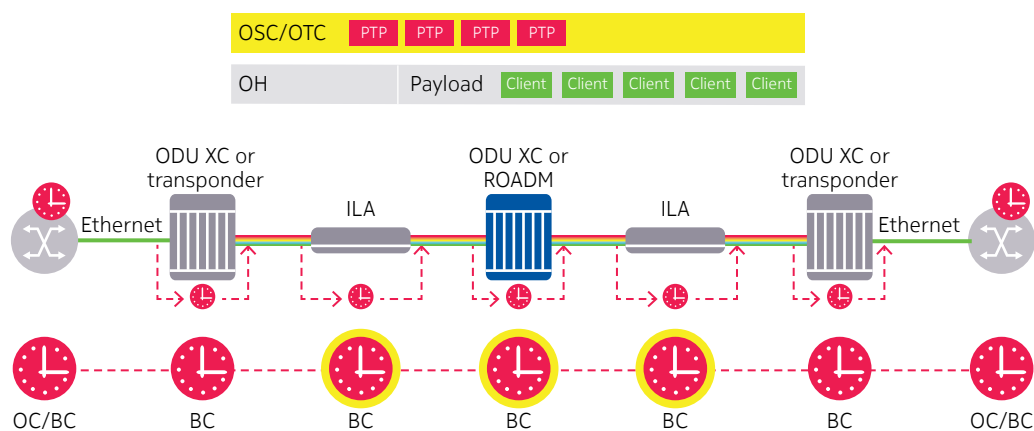 OSC/OTC PTP PTP PTP PTP
OH Payload Client Client Client Client Client
ODU XC or
transponder
ODU XC or
ROADM
ODU XC or
transponder
Ethernet
ILA
ILA
Ethernet
OC/BC BC BC BC BC BC OC/BC